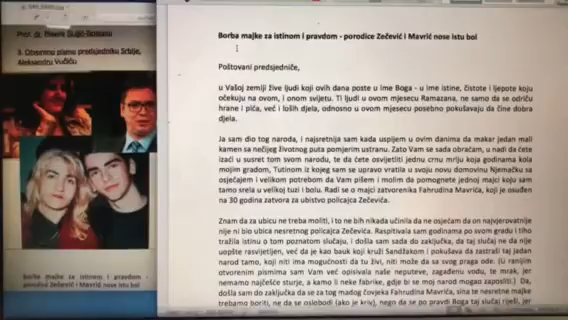 3. Otvoreno pismo predsjedniku Srbije,
Aleksandru Vučiću
Borba majke za istinom i pravdom -
porodice Zečević i Mavrić nose isti bol
Borba majke za istinom i pravdom - porodice Zečević i Mavrić nose istu bol
Poštovani predsjedniče,
u Vašoj zemlji žive ljudi koji ovih dana poste u ime Boga - u ime istine, čistote i ljepote koju
očekuju na ovom, i onom svijetu. Ti ljudi u ovom mjesecu Ramazana, ne samo da se odriču
hrane i pića, već i loših djela, odnosno u ovom mjesecu posebno pokušavaju da čine dobra
djela.
Ja sam dio tog naroda, i najsretnija sam kada uspijem u ovim danima da makar jedan mali
kamen sa nečijeg životnog puta pomjerim ustranu. Zato Vam se sada obraćam, u nadi da ćete
izaći u susret tom svom narodu, te da ćete osvijetliti jednu crnu mrlju koja godinama kola
mojim gradom, Tutinom iz kojeg sam se upravo vratila u svoju novu domovinu Njemačku sa
osjećajem i velikom potrebom da Vam pišem i molim da pomognete jednoj majci koju sam
tamo srela u velikoj tuzi i bolu. Radi se o majci zatvorenika Fahrudina Mavrića, koji je osuđen
na 30 godina zatvora za ubistvo policajca Zečevića.
Znam da za ubicu ne treba moliti, i to ne bih nikada učinila da ne osjećam da on najvjerovatnije
nije ni bio ubica nesretnog policajca Zečevića. Raspitivala sam godinama po svom gradu i tiho
tražila istinu o tom poznatom slučaju, i došla sam sada do zaključka, da taj slučaj ne da nije
uopšte rasvijetljen, već da je kao bauk koji kruži Sandžakom i pokušava da zastraši taj jadan
narod tamo, koji niti ima mogućnosti da tu živi, niti može da sa svog praga ode. (U ranijim
otvorenim pismima sam Vam već opisivala naše neputeve, zagađenu vodu, te mrak, jer
nemamo najčešće sturje, a kamo li neke fabrike, gdje bi se moj narod mogao zaposliti.) Da,
došla sam do zaključka da se za tog mladog čovjeka Fahrudina Mavrića, sina te nesretne majke
trebamo boriti, ne da se oslobodi (ako je kriv), nego da se po pravdi Boga taj slučaj riješi, jer